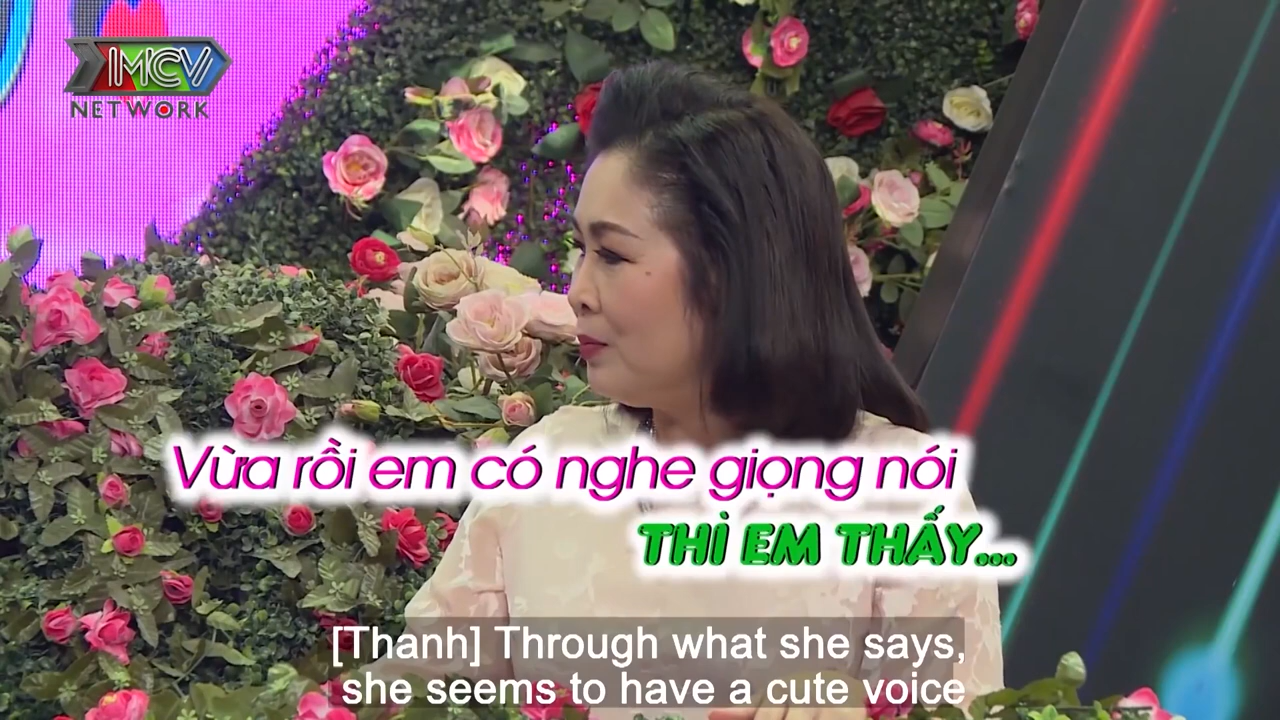 MCV
NETWORK
Vừa rồi em có nghe giọng nói
THÌ EM THẤY...
[Thanh] Through what she says,
she seems to have a cute voice